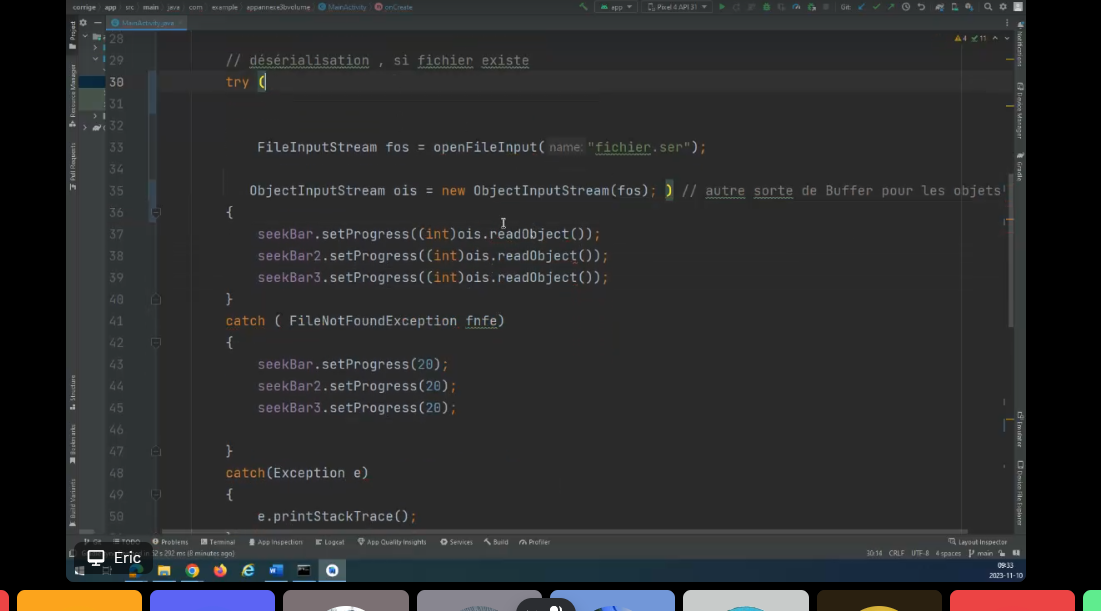 corrige app src main java com example appanneeabovolume MainActivity onCreate app Pixel 4 API 31 Git:
MainActivity.java
28
29 // désérialisation , si fichier existe
30 try (
31
32
33 FileInputStream fos = openFileInput( name: "fichier.ser");
34
35 ObjectInputStream ois = new ObjectInputStream(fos); ) // autre sorte de Buffer pour les objets
36 {
37 seekBar.setProgress((int)ois.readObject());
38 seekBar2.setProgress((int)ois.readObject());
39 seekBar3.setProgress((int)ois.readObject());
40 }
41 catch ( FileNotFoundException fnfe)
42 {
43 seekBar.setProgress(20);
44 seekBar2.setProgress(20);
45 seekBar3.setProgress(20);
46
47 }
48 catch(Exception e)
49 {
50 e.printStackTrace();
4 11
Project
Resource Manager
Pull Requests
Structure
Bookmarks
Build Variants
Notifications
Device Manager
Gradle
Emulator
Device File Explorer
Git TODO Problems Terminal App Inspection Logcat App Quality Insights Services Build Profiler Layout Inspector
(8 minutes ago) 30:14 CRLF UTF-8 4 spaces main
Eric
09:33
2023-11-10